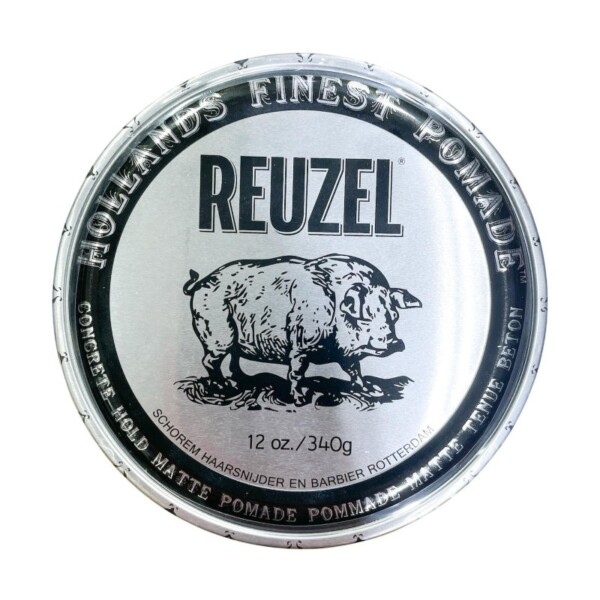 HOLLANDS FINEST POMADE™
REUZEL®
12 oz./340g
SCHOREM HAARSNIJDER EN BARBIER ROTTERDAM
CONCRETE HOLD MATTE POMADE POMMADE MATTE TENUE BÉTON